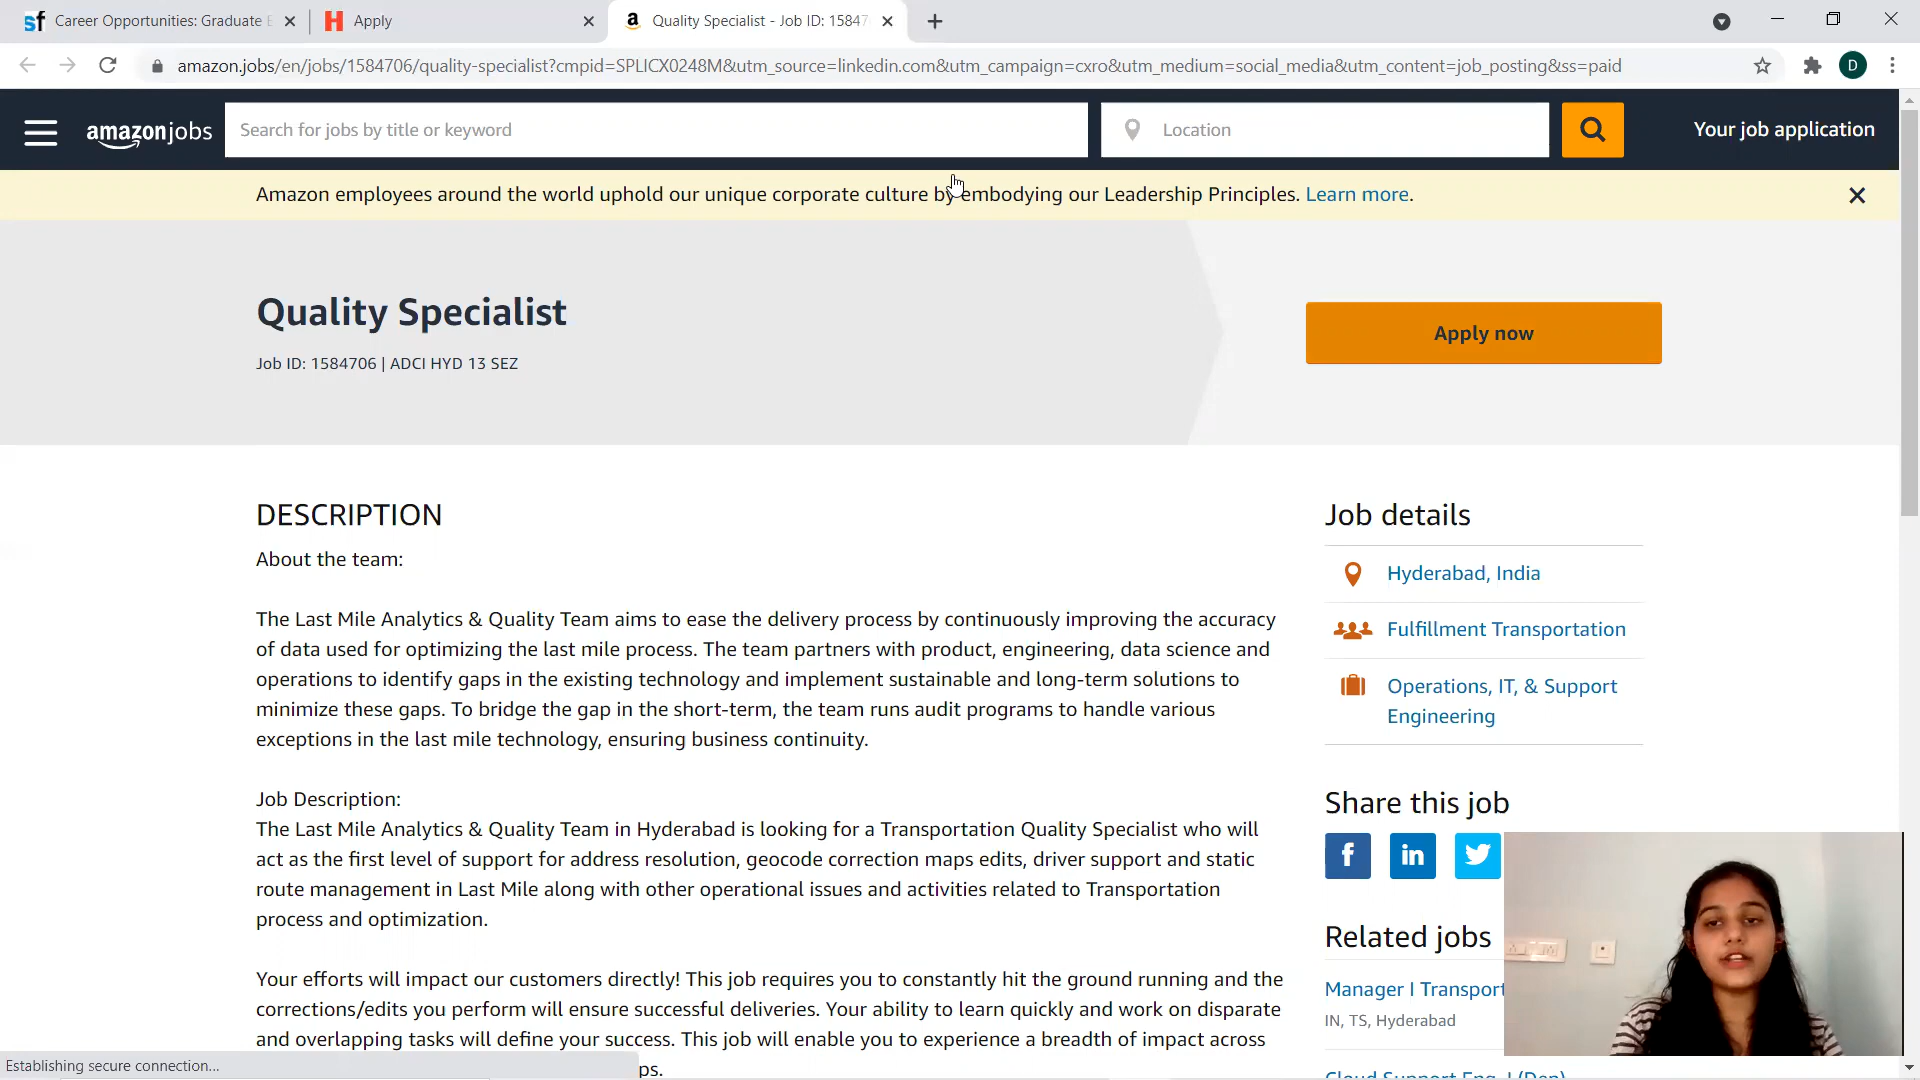 sf Career Opportunities: Graduate E
H Apply
a Quality Specialist - Job ID: 15847
amazon.jobs/en/jobs/1584706/quality-specialist?cmpid=SPLICX0248M&utm_source=linkedin.com&utm_campaign=cxro&utm_medium=social_media&utm_content=job_posting&ss=paid
D
amazonjobs
Search for jobs by title or keyword
Location
Your job application
Amazon employees around the world uphold our unique corporate culture by embodying our Leadership Principles. Learn more.
Quality Specialist
Job ID: 1584706 | ADCI HYD 13 SEZ
Apply now
DESCRIPTION
About the team:
The Last Mile Analytics & Quality Team aims to ease the delivery process by continuously improving the accuracy
of data used for optimizing the last mile process. The team partners with product, engineering, data science and
operations to identify gaps in the existing technology and implement sustainable and long-term solutions to
minimize these gaps. To bridge the gap in the short-term, the team runs audit programs to handle various
exceptions in the last mile technology, ensuring business continuity.
Job Description:
The Last Mile Analytics & Quality Team in Hyderabad is looking for a Transportation Quality Specialist who will
act as the first level of support for address resolution, geocode correction maps edits, driver support and static
route management in Last Mile along with other operational issues and activities related to Transportation
process and optimization.
Your efforts will impact our customers directly! This job requires you to constantly hit the ground running and the
corrections/edits you perform will ensure successful deliveries. Your ability to learn quickly and work on disparate
and overlapping tasks will define your success. This job will enable you to experience a breadth of impact across
ps.
Job details
Hyderabad, India
Fulfillment Transportation
Operations, IT, & Support
Engineering
Share this job
f
in
Related jobs
Manager I Transport
IN, TS, Hyderabad
Cloud Support Eng. I (Dep)
Establishing secure connection...